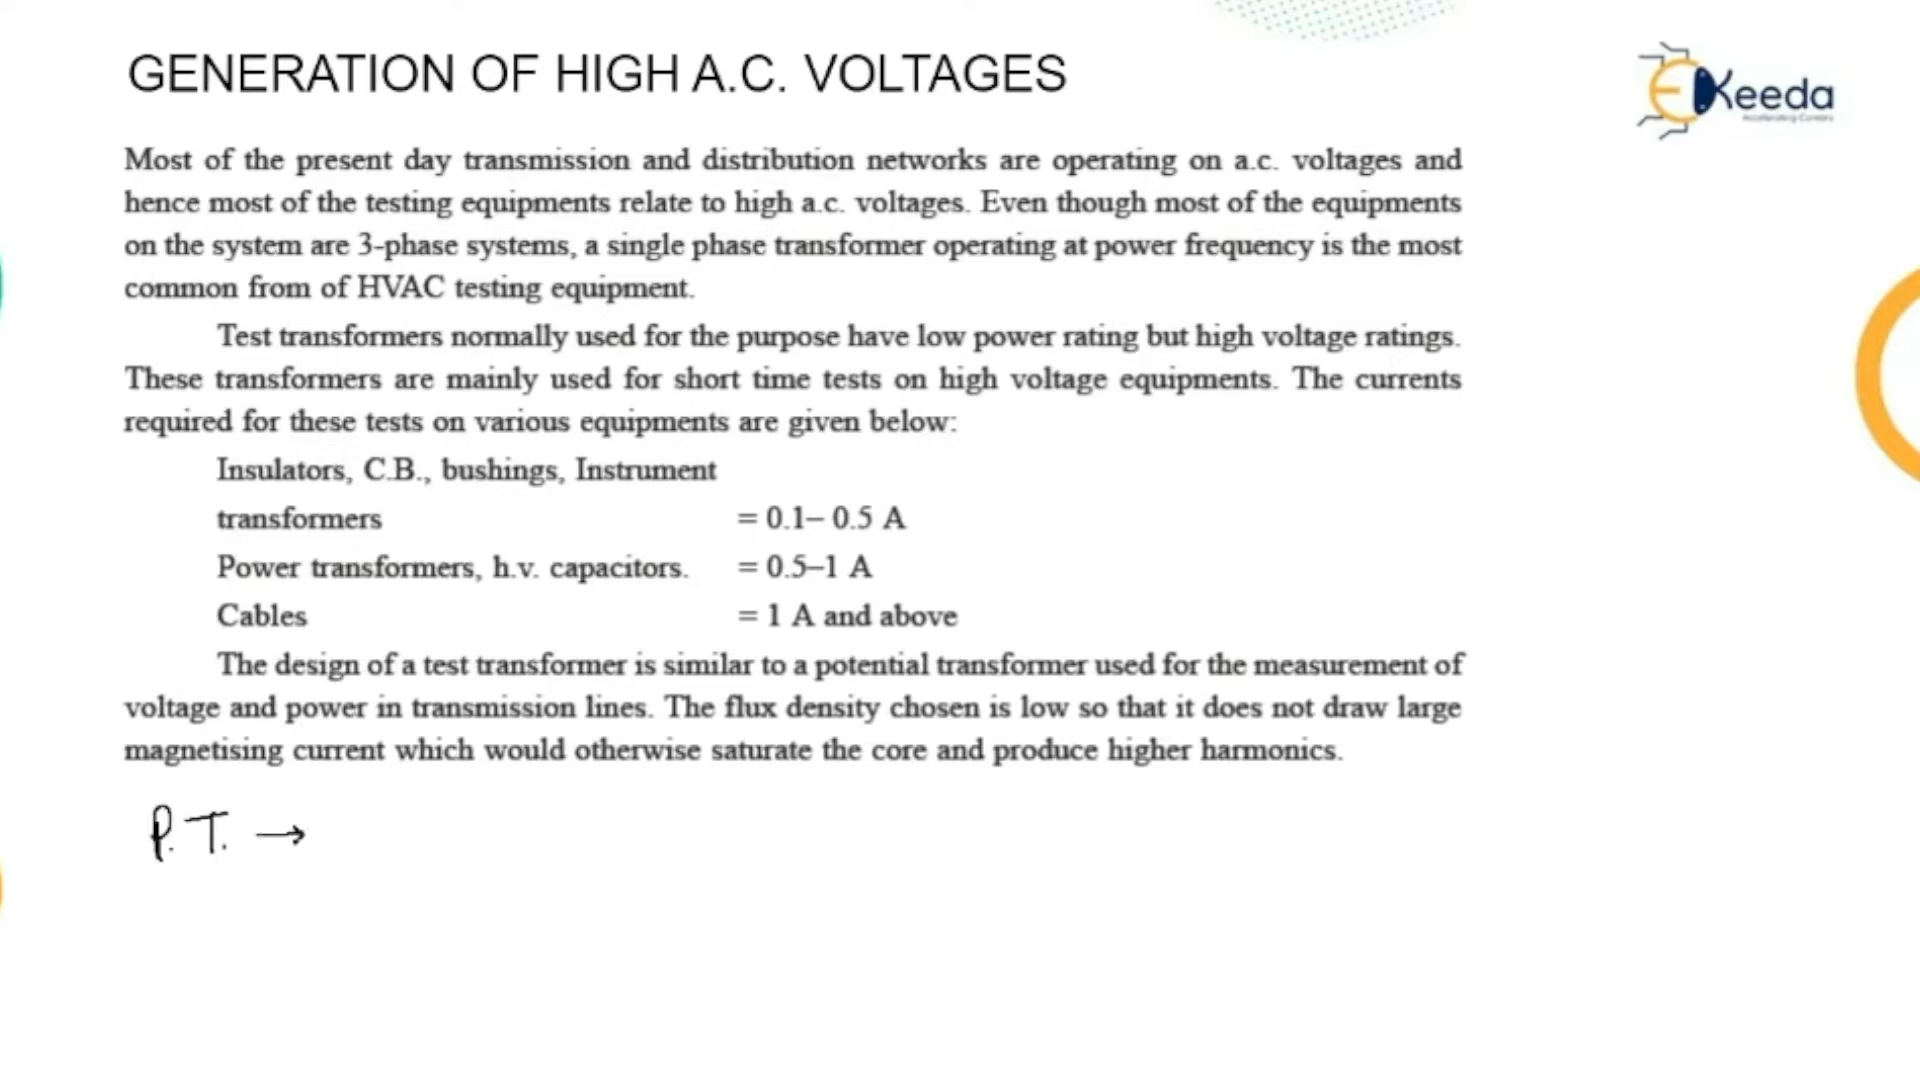 GENERATION OF HIGH A.C. VOLTAGES
Keeda
Most of the present day transmission and distribution networks are operating on a.c. voltages and
hence most of the testing equipments relate to high a.c. voltages. Even though most of the equipments
on the system are 3-phase systems, a single phase transformer operating at power frequency is the most
common from of HVAC testing equipment.
Test transformers normally used for the purpose have low power rating but high voltage ratings.
These transformers are mainly used for short time tests on high voltage equipments. The currents
required for these tests on various equipments are given below:
Insulators, C.B., bushings, Instrument
transformers = 0.1– 0.5 A
Power transformers, h.v. capacitors. = 0.5–1 A
Cables = 1 A and above
The design of a test transformer is similar to a potential transformer used for the measurement of
voltage and power in transmission lines. The flux density chosen is low so that it does not draw large
magnetising current which would otherwise saturate the core and produce higher harmonics.
P.T. →